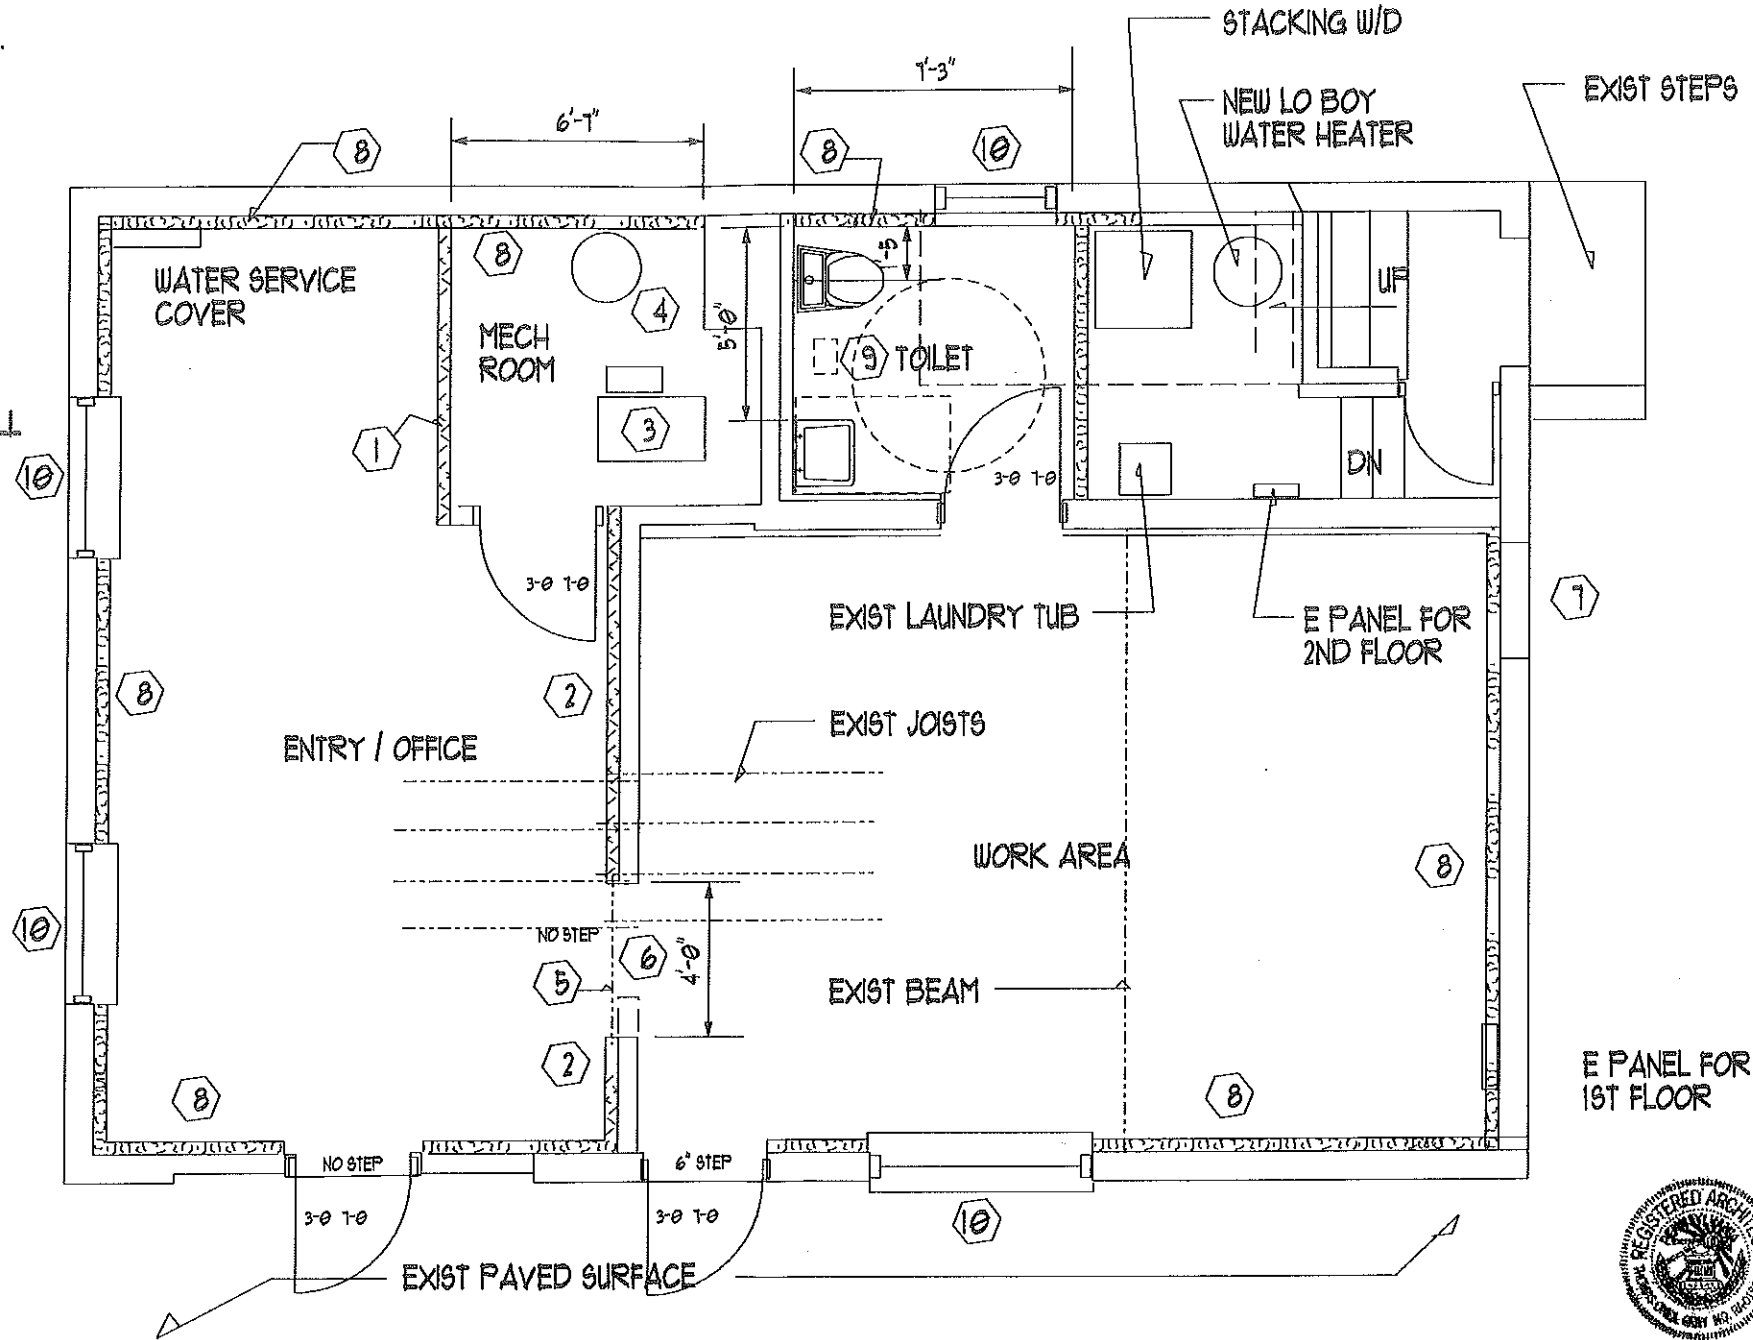 STACKING W/D
7'-3"
EXIST STEPS
NEW LO BOY
WATER HEATER
6'-7"
8
8
10
8
WATER SERVICE
COVER
UP
4
5'-0"
MECH
ROOM
9 TOILET
3
1
DN
10
3-0 7-0
3-0 7-0
7
EXIST LAUNDRY TUB
E PANEL FOR
2ND FLOOR
8
2
EXIST JOISTS
ENTRY / OFFICE
WORK AREA
8
10
NO STEP
6
4'-0"
5
EXIST BEAM
2
E PANEL FOR
1ST FLOOR
8
8
NO STEP
6" STEP
3-0 7-0
3-0 7-0
10
EXIST PAVED SURFACE
REGISTERED